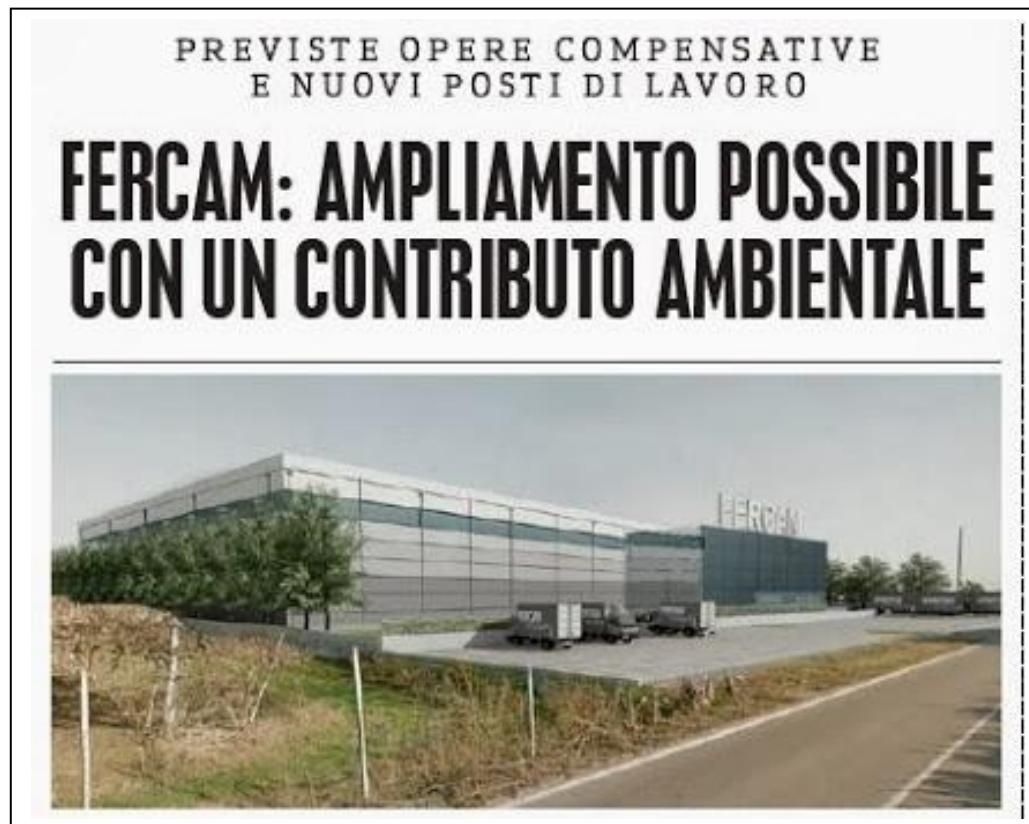 PREVISTE OPERE COMPENSATIVE
E NUOVI POSTI DI LAVORO
FERCAM: AMPLIAMENTO POSSIBILE
CON UN CONTRIBUTO AMBIENTALE
FERCAM